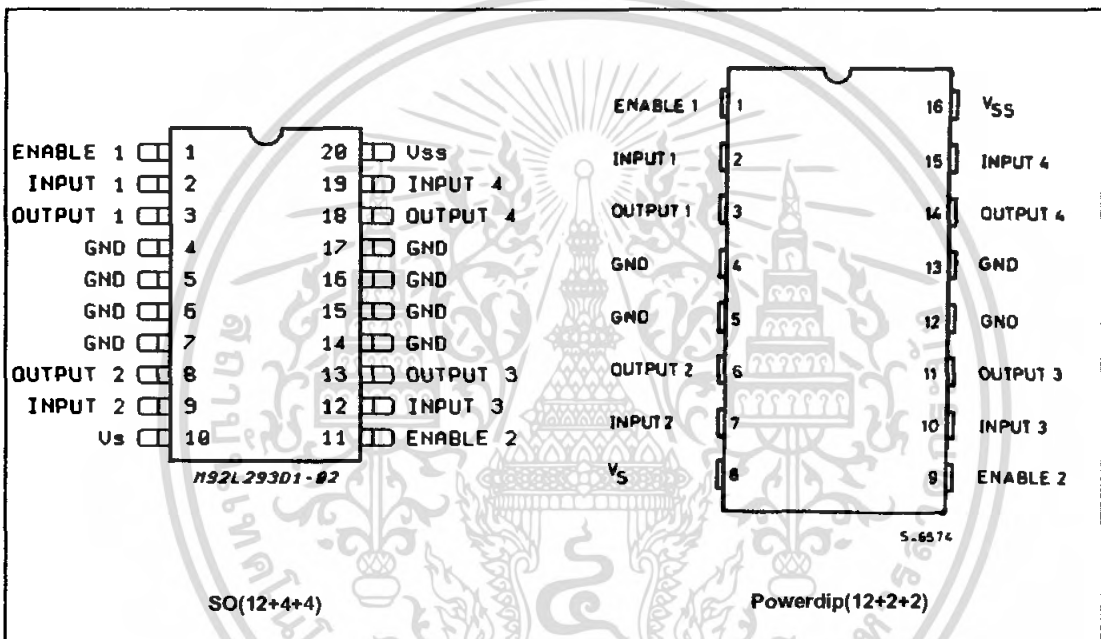 ENABLE 1 1 20 Vss
INPUT 1 2 19 INPUT 4
OUTPUT 1 3 18 OUTPUT 4
GND 4 17 GND
GND 5 16 GND
GND 6 15 GND
GND 7 14 GND
OUTPUT 2 8 13 OUTPUT 3
INPUT 2 9 12 INPUT 3
Vs 10 11 ENABLE 2
M92L293D1-02
SO(12+4+4)
ENABLE 1 1 16 VSS
INPUT 1 2 15 INPUT 4
OUTPUT 1 3 14 OUTPUT 4
GND 4 13 GND
GND 5 12 GND
OUTPUT 2 6 11 OUTPUT 3
INPUT 2 7 10 INPUT 3
VS 8 9 ENABLE 2
S-6574
Powerdip(12+2+2)